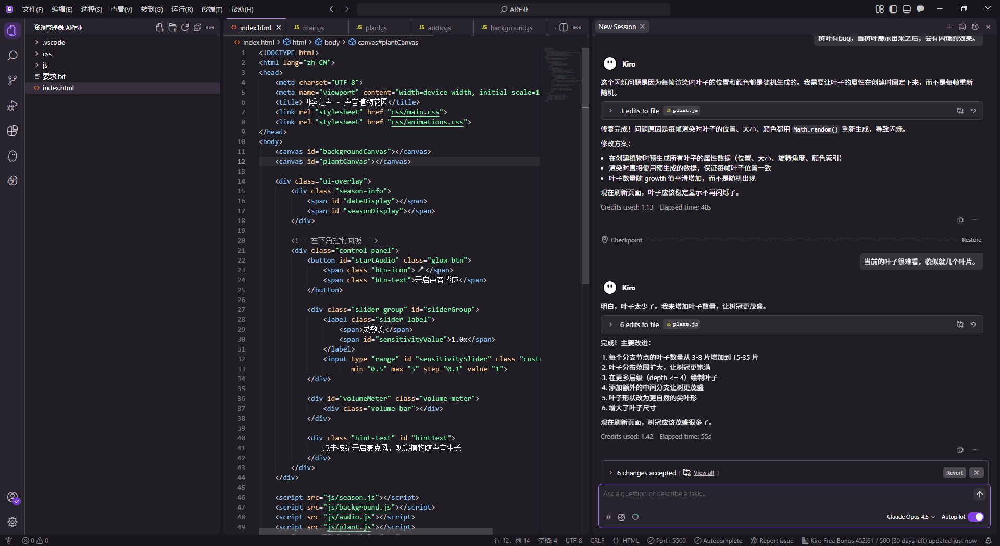 文件(F) 编辑(E) 选择(S) 查看(V) 转到(G) 运行(R) 终端(T) 帮助(H)
AI作业
资源管理器: AI作业
.vscode
css
js
要求.txt
index.html
index.html
JS main.js
JS plant.js
JS audio.js
JS background.js
index.html > html > body > canvas#plantCanvas
1 <!DOCTYPE html>
2 <html lang="zh-CN">
3 <head>
4 <meta charset="UTF-8">
5 <meta name="viewport" content="width=device-width, initial-scale=1
6 <title>四季之声 - 声音植物花园</title>
7 <link rel="stylesheet" href="css/main.css">
8 <link rel="stylesheet" href="css/animations.css">
9 </head>
10 <body>
11 <canvas id="backgroundCanvas"></canvas>
12 <canvas id="plantCanvas"></canvas>
13
14 <div class="ui-overlay">
15 <div class="season-info">
16 <span id="dateDisplay"></span>
17 <span id="seasonDisplay"></span>
18 </div>
19
20 <!-- 左下角控制面板 -->
21 <div class="control-panel">
22 <button id="startAudio" class="glow-btn">
23 <span class="btn-icon">🎤</span>
24 <span class="btn-text">开启声音感应</span>
25 </button>
26
27 <div class="slider-group" id="sliderGroup">
28 <label class="slider-label">
29 <span>灵敏度</span>
30 <span id="sensitivityValue">1.0x</span>
31 </label>
32 <input type="range" id="sensitivitySlider" class="cust
33 min="0.5" max="5" step="0.1" value="1">
34 </div>
35
36 <div id="volumeMeter" class="volume-meter">
37 <div class="volume-bar"></div>
38 </div>
39
40 <div class="hint-text" id="hintText">
41 点击按钮开启麦克风，观察植物随声音生长
42 </div>
43 </div>
44 </div>
45
46 <script src="js/season.js"></script>
47 <script src="js/background.js"></script>
48 <script src="js/audio.js"></script>
49 <script src="js/plant.js"></script>
New Session
树叶有bug，当树叶展示出来之后，会有闪烁的效果。
Kiro
这个闪烁问题是因为每帧渲染时叶子的位置和颜色都是随机生成的。我需要让叶子的属性在创建时固定下来，而不是每帧重新
随机。
3 edits to file JS plant.js
修复完成！问题原因是每帧渲染时叶子的位置、大小、颜色都用 Math.random() 重新生成，导致闪烁。
修改方案：
• 在创建植物时预生成所有叶子的属性数据（位置、大小、旋转角度、颜色索引）
• 渲染时直接使用预生成的数据，保证每帧叶子位置一致
• 叶子数量随 growth 值平滑增加，而不是随机出现
现在刷新页面，叶子应该稳定显示不再闪烁了。
Credits used: 1.13 Elapsed time: 48s
Checkpoint
Restore
当前的叶子很难看，貌似就几个叶片。
Kiro
明白，叶子太少了。我来增加叶子数量，让树冠更茂盛。
6 edits to file JS plant.js
完成！主要改进：
1. 每个分支节点的叶子数量从 3-8 片增加到 15-35 片
2. 叶子分布范围扩大，让树冠更饱满
3. 在更多层级（depth <= 4）绘制叶子
4. 添加额外的中间分支让树更茂盛
5. 叶子形状改为更自然的尖叶形
6. 增大了叶子尺寸
现在刷新页面，树冠应该茂盛很多了。
Credits used: 1.42 Elapsed time: 55s
6 changes accepted ( View all )
Revert
Ask a question or describe a task...
Claude Opus 4.5
Autopilot
0 0
行 12，列 14 空格: 4 UTF-8 CRLF {} HTML Port : 5500 Autocomplete Report issue Kiro Free Bonus 452.61 / 500 (30 days left) updated just now